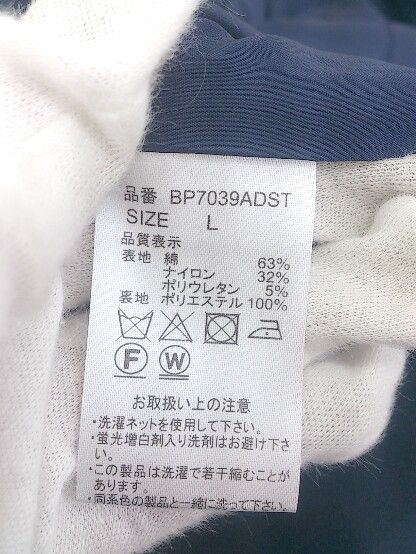 品番 BP7039ADST
SIZE L
品質表示
表地 綿 63%
ナイロン 32%
ポリウレタン 5%
裏地 ポリエステル 100%
F W
お取扱い上の注意
・洗濯ネットを使用して下さい。
・蛍光増白剤入り洗剤はお避け下さい。
・この製品は洗濯で若干縮むことが
あります。
・同系色の製品と一緒に洗って下さい。